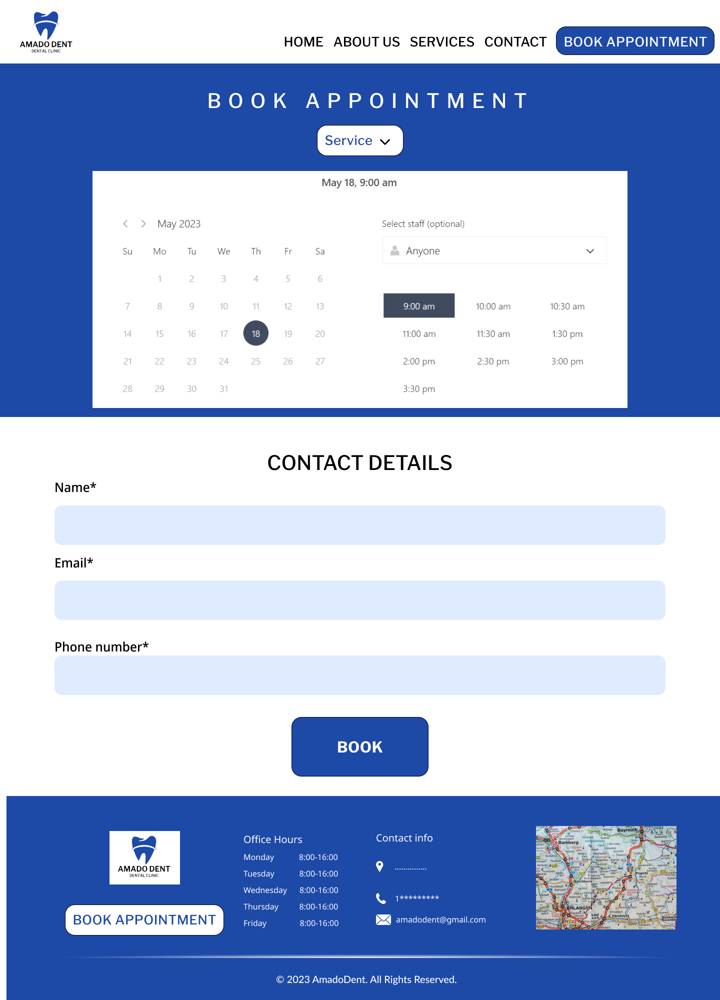 AMADO DENT
DENTAL CLINIC
HOME ABOUT US SERVICES CONTACT BOOK APPOINTMENT
BOOK APPOINTMENT
Service
May 18, 9:00 am
May 2023
Su Mo Tu We Th Fr Sa
1 2 3 4 5 6
7 8 9 10 11 12 13
14 15 16 17 18 19 20
21 22 23 24 25 26 27
28 29 30 31
Select staff (optional)
Anyone
9:00 am 10:00 am 10:30 am
11:00 am 11:30 am 1:30 pm
2:00 pm 2:30 pm 3:00 pm
3:30 pm
CONTACT DETAILS
Name*
Email*
Phone number*
BOOK
AMADO DENT
DENTAL CLINIC
BOOK APPOINTMENT
Office Hours
Monday 8:00-16:00
Tuesday 8:00-16:00
Wednesday 8:00-16:00
Thursday 8:00-16:00
Friday 8:00-16:00
Contact info
...............
1*********
amadodent@gmail.com
Bayreuth
Bamberg
Pegnitz
Forchheim
ERLANGEN
Lauf
Hersbruck
© 2023 AmadoDent. All Rights Reserved.